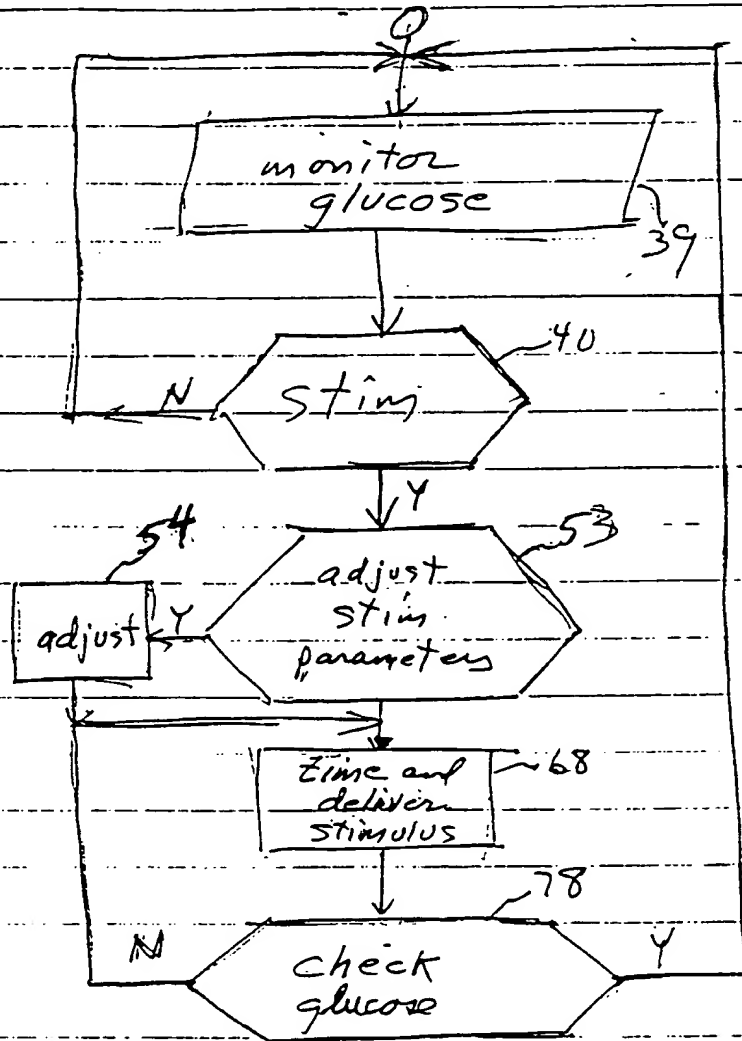 monitor
glucose
39
40
stim
N
Y
54
53
adjust
stim
parameters
Y
adjust
68
time and
deliver
stimulus
78
N
check
glucose
Y